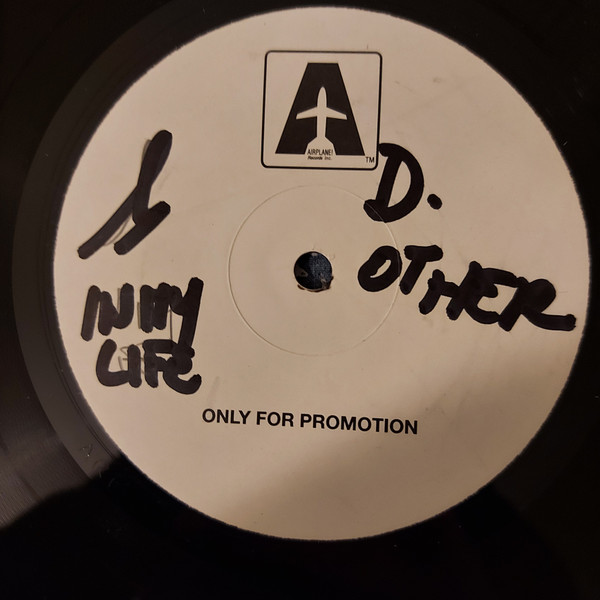 A
AIRPLANE!
Records Inc.
TM
D.
OTHER
IN MY
LIFE
ONLY FOR PROMOTION